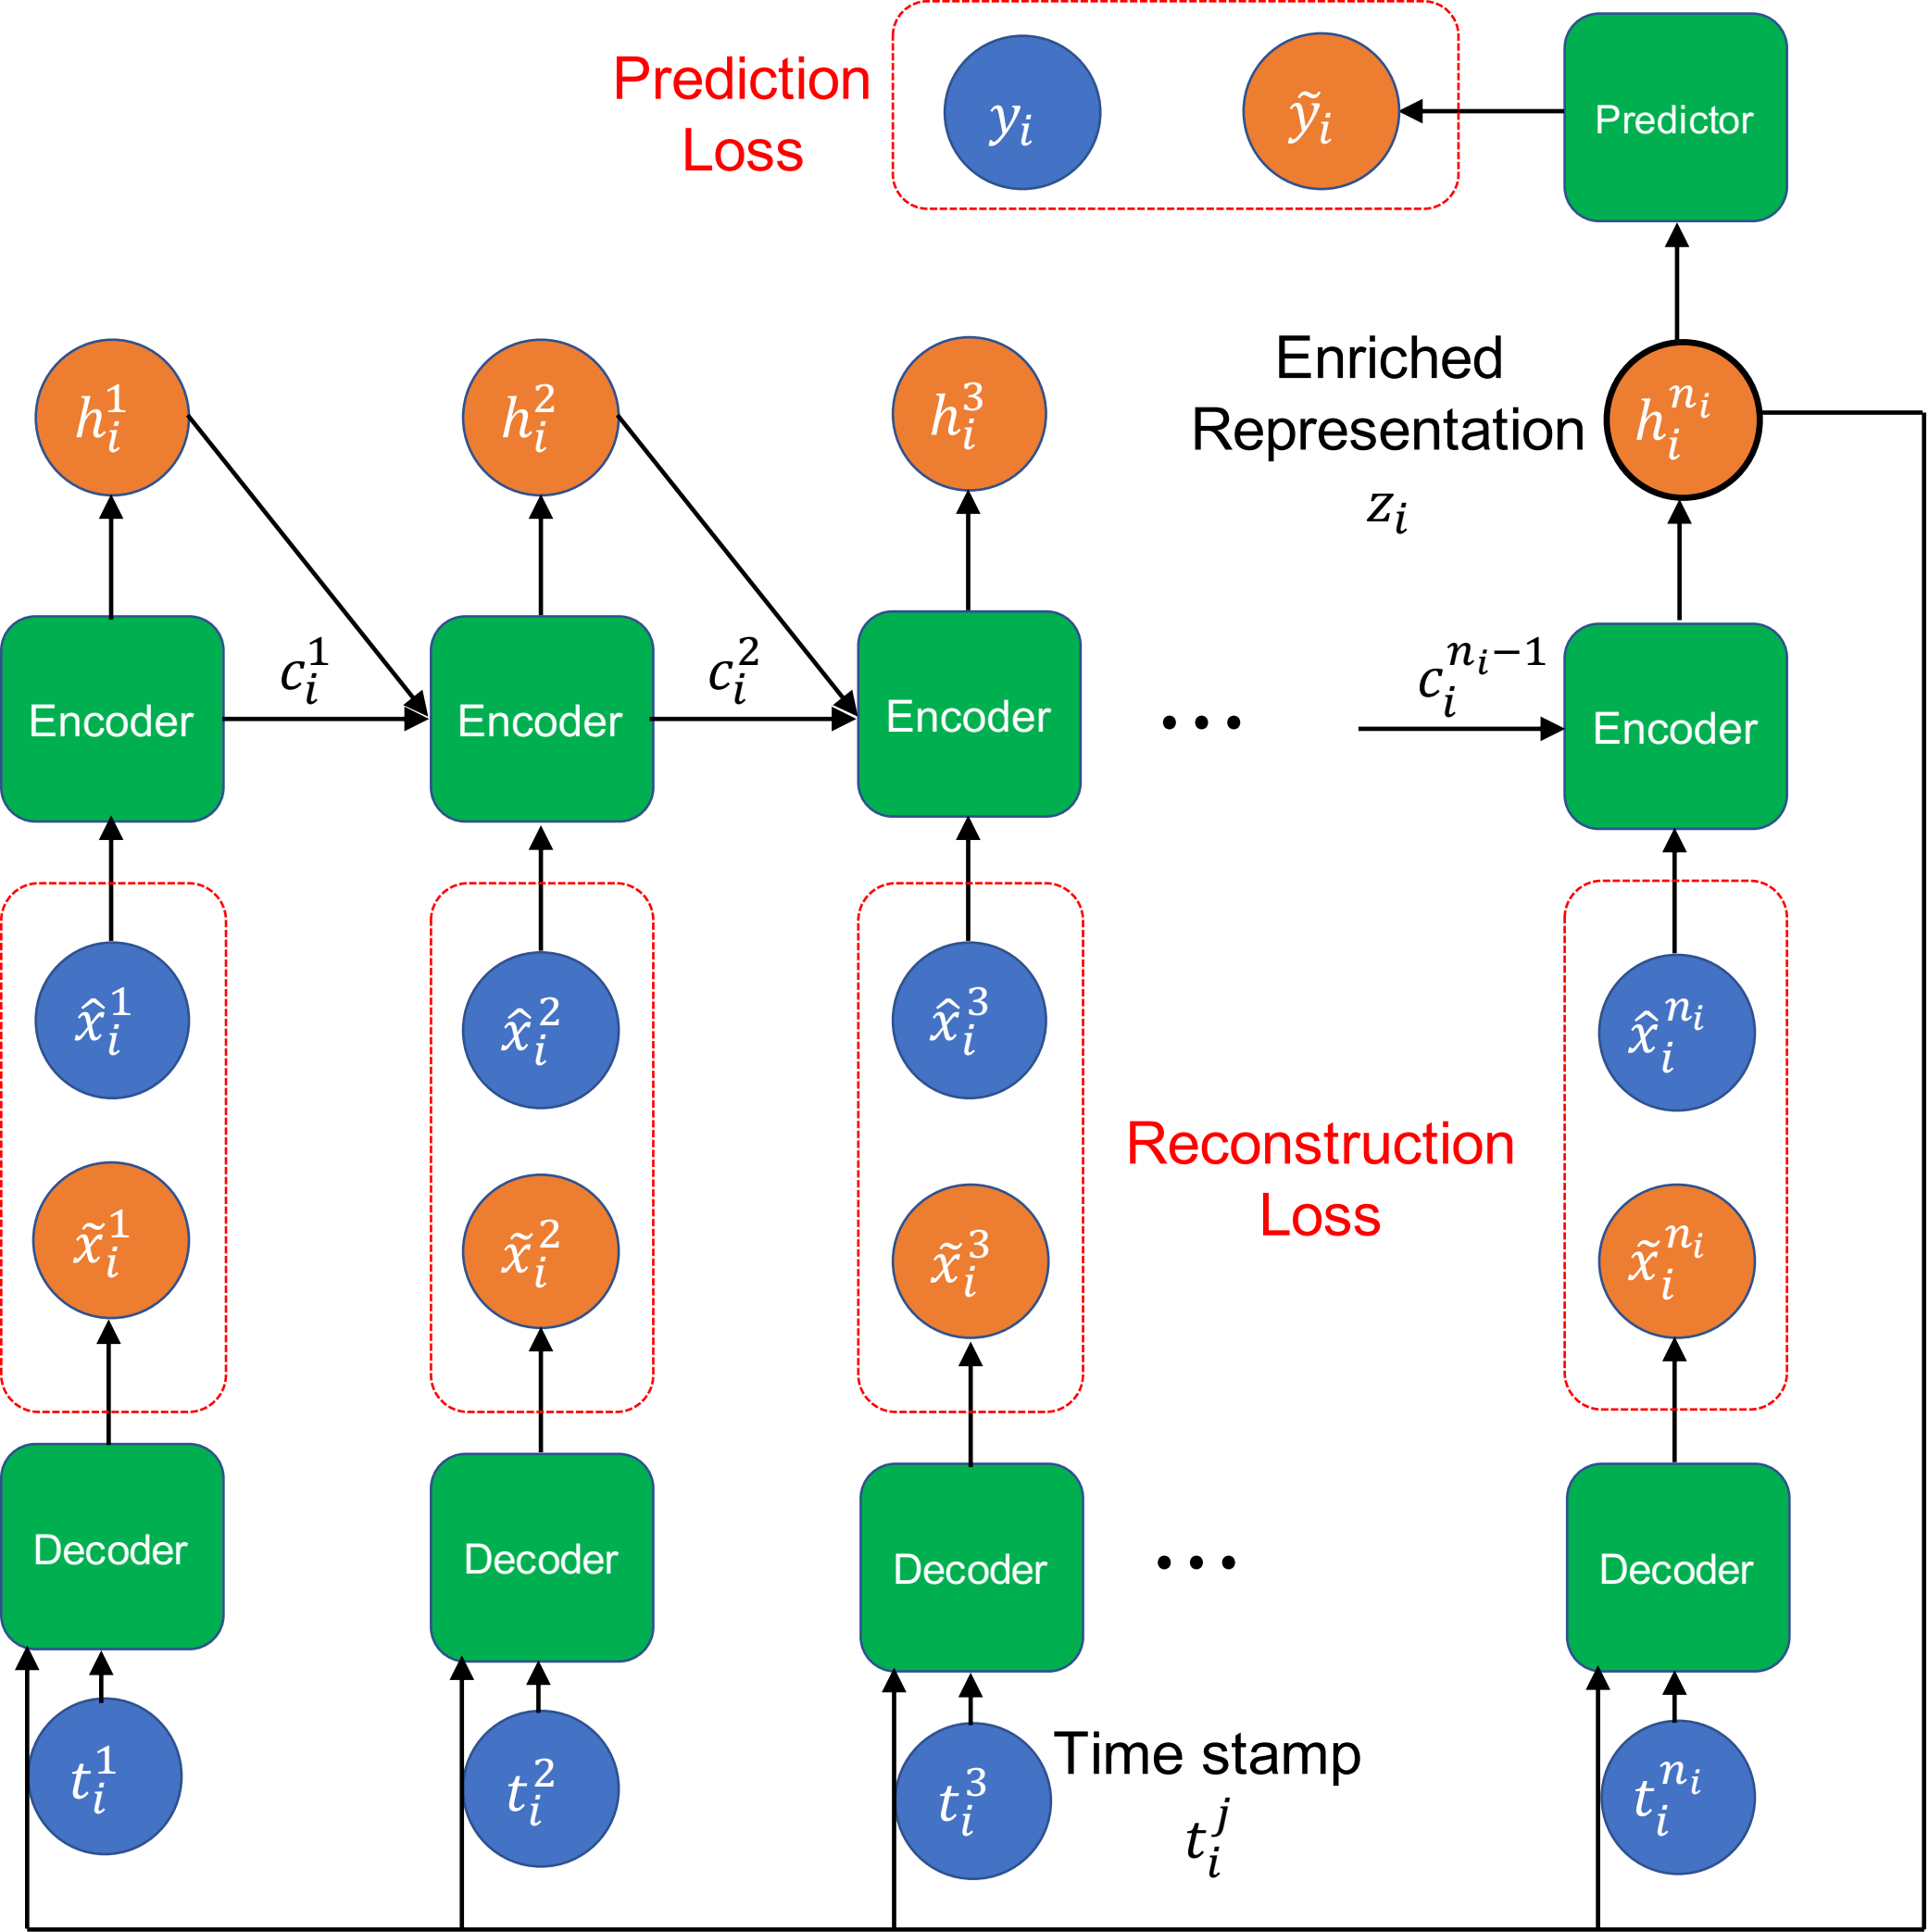 Prediction
Loss
y_i
ỹ_i
Predictor
h_i^1
h_i^2
h_i^3
Enriched
Representation
z_i
h_i^{n_i}
Encoder
c_i^1
Encoder
c_i^2
Encoder
...
c_i^{n_i-1}
Encoder
x̂_i^1
x̂_i^2
x̂_i^3
x̂_i^{n_i}
Reconstruction
Loss
x̃_i^1
x̃_i^2
x̃_i^3
x̃_i^{n_i}
Decoder
Decoder
Decoder
...
Decoder
t_i^1
t_i^2
t_i^3
Time stamp
t_i^j
t_i^{n_i}